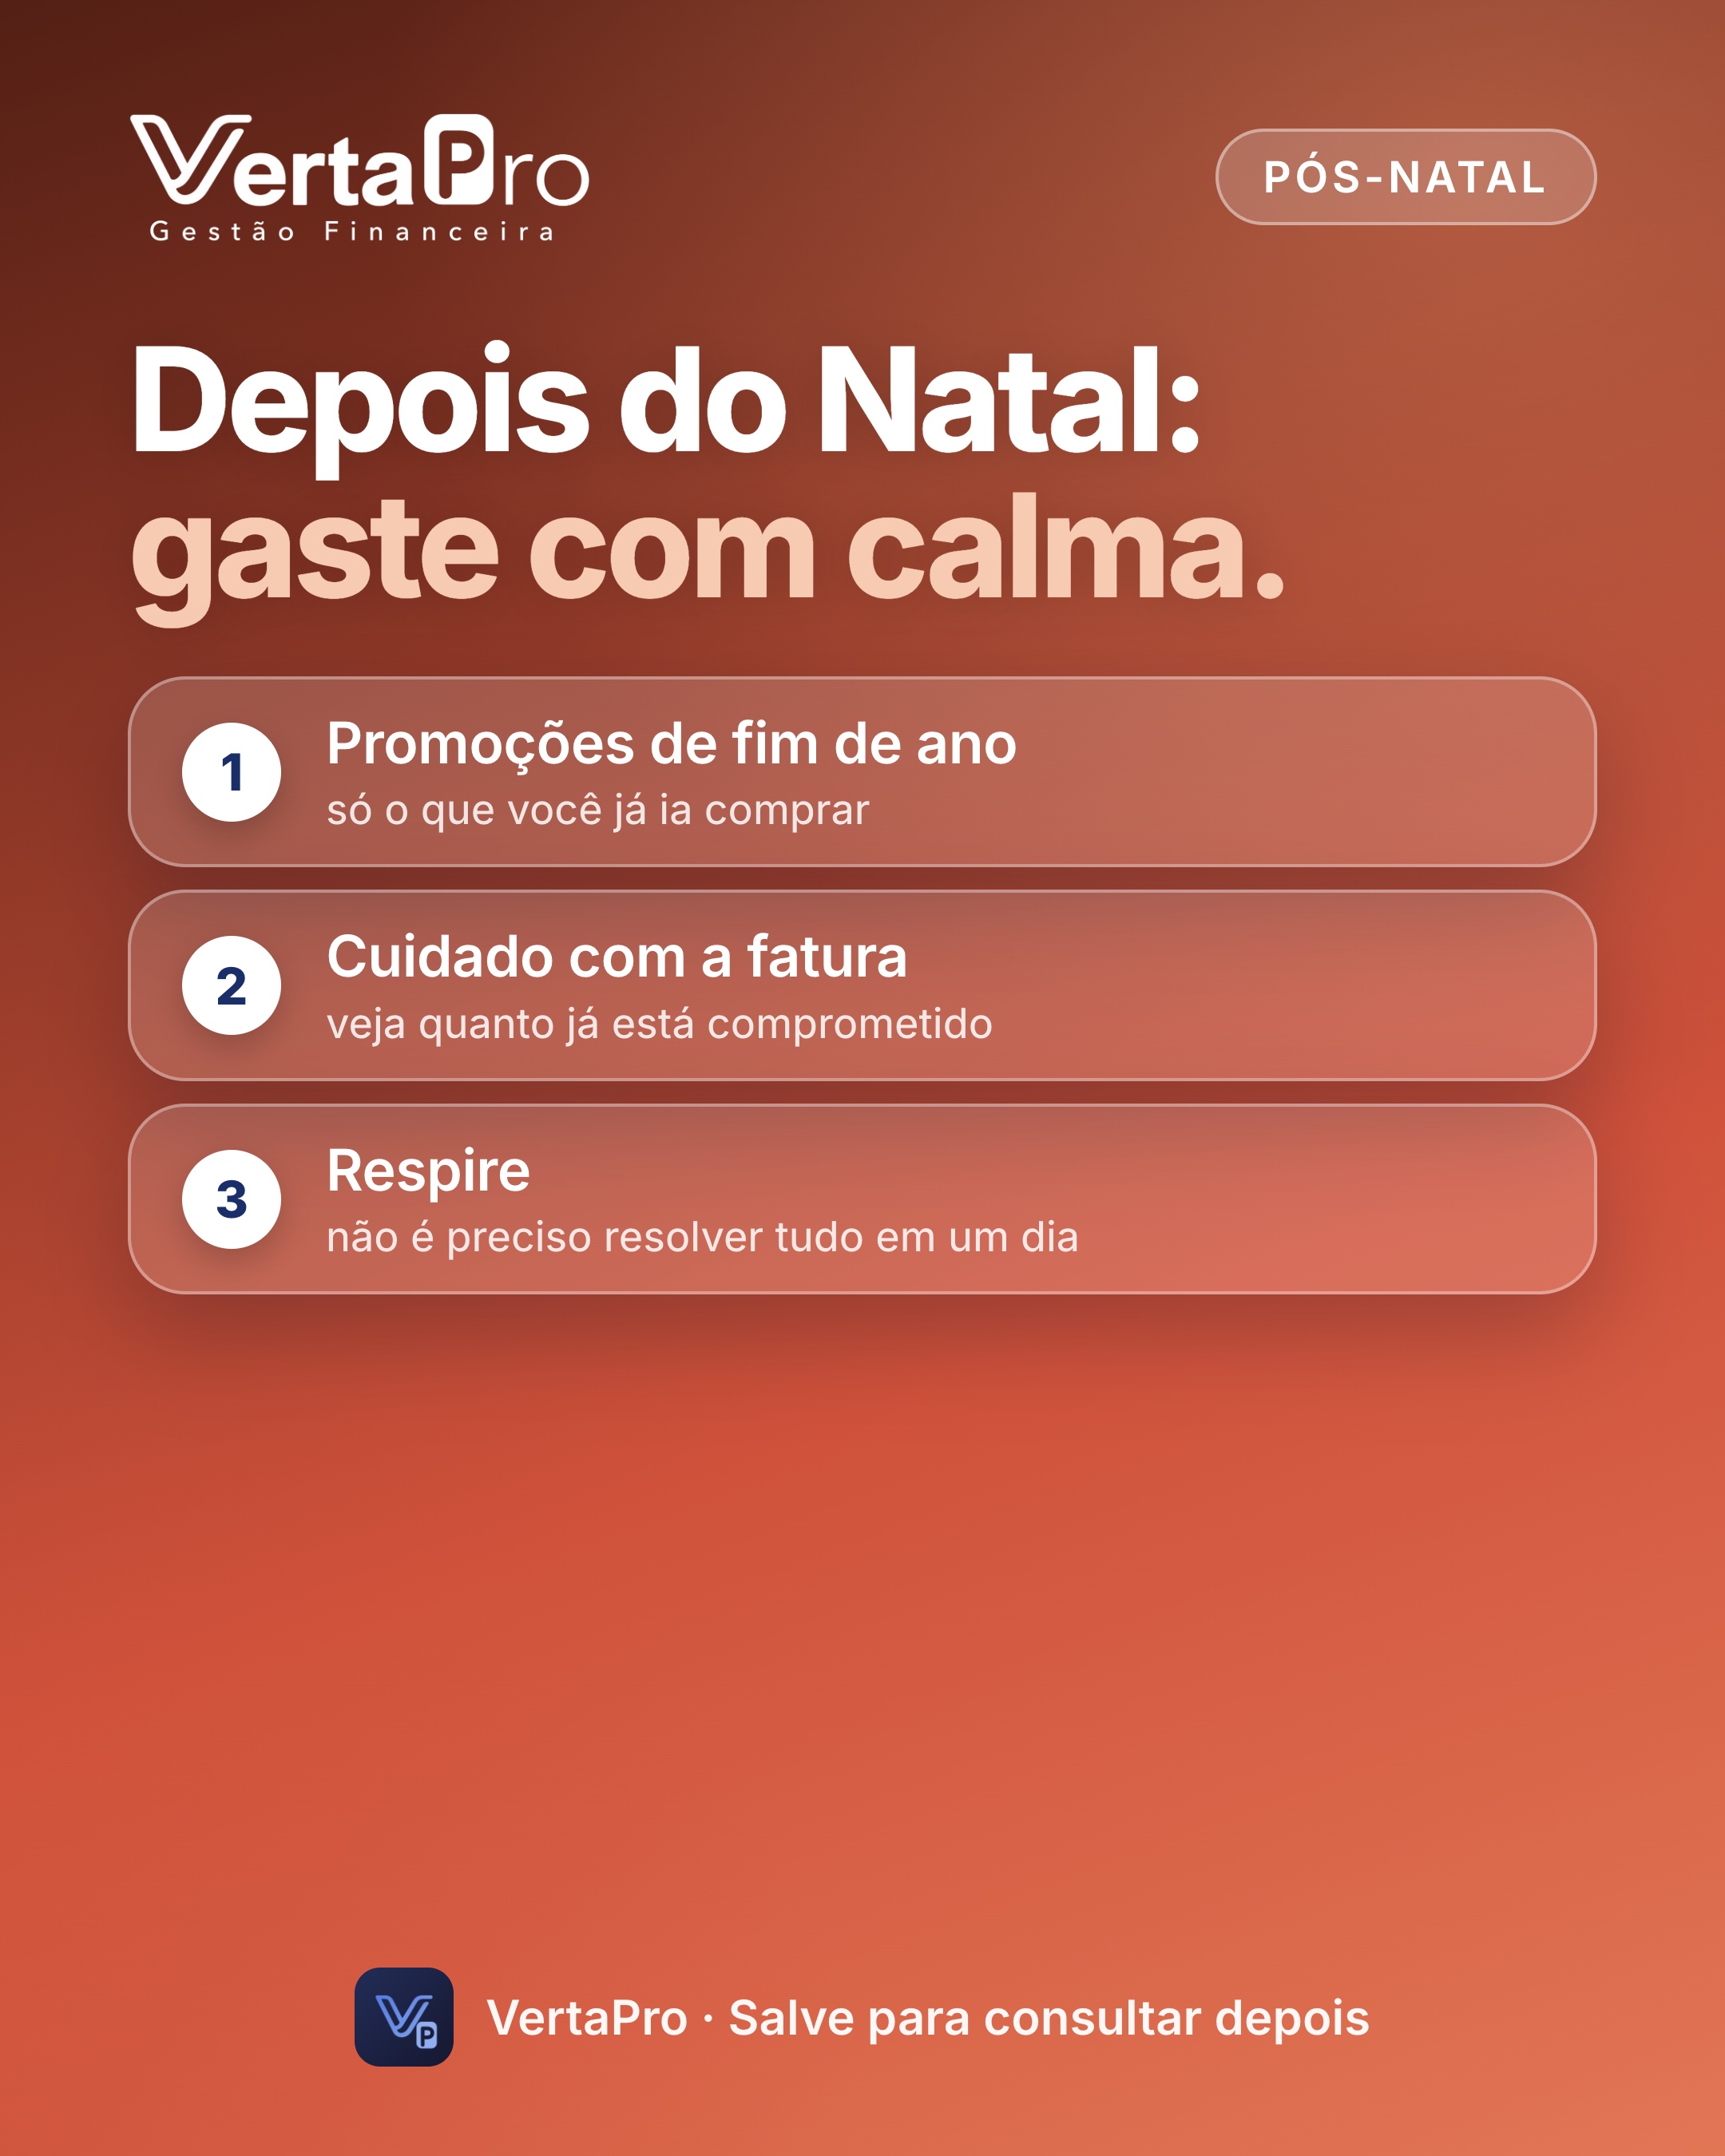 VertaPro
Gestão Financeira
PÓS-NATAL
Depois do Natal:
gaste com calma.
1
Promoções de fim de ano
só o que você já ia comprar
2
Cuidado com a fatura
veja quanto já está comprometido
3
Respire
não é preciso resolver tudo em um dia
VP
VertaPro · Salve para consultar depois